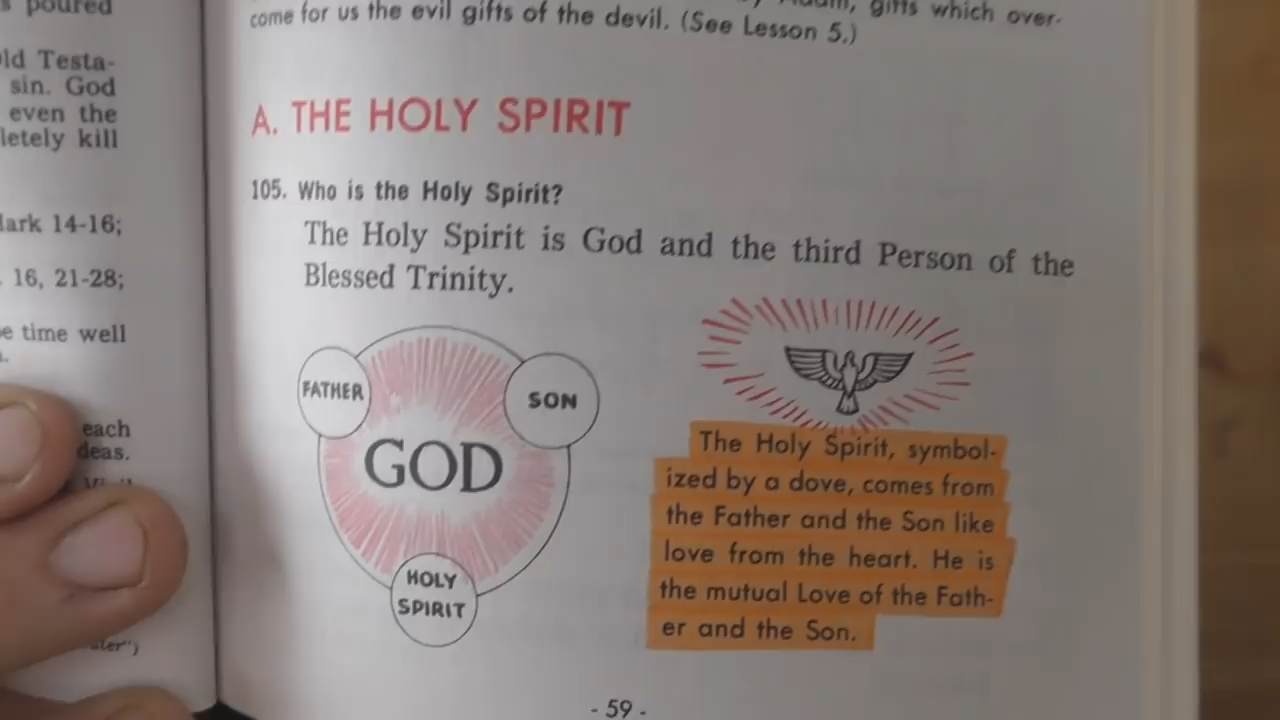 poured
ld Testa-
sin. God
even the
letely kill
ark 14-16;
16, 21-28;
e time well
each
deas.
come for us the evil gifts of the devil. (See Lesson 5.)
gifts which over-
A. THE HOLY SPIRIT
105. Who is the Holy Spirit?
The Holy Spirit is God and the third Person of the
Blessed Trinity.
FATHER
SON
GOD
HOLY
SPIRIT
The Holy Spirit, symbol-
ized by a dove, comes from
the Father and the Son like
love from the heart. He is
the mutual Love of the Fath-
er and the Son.
- 59 -